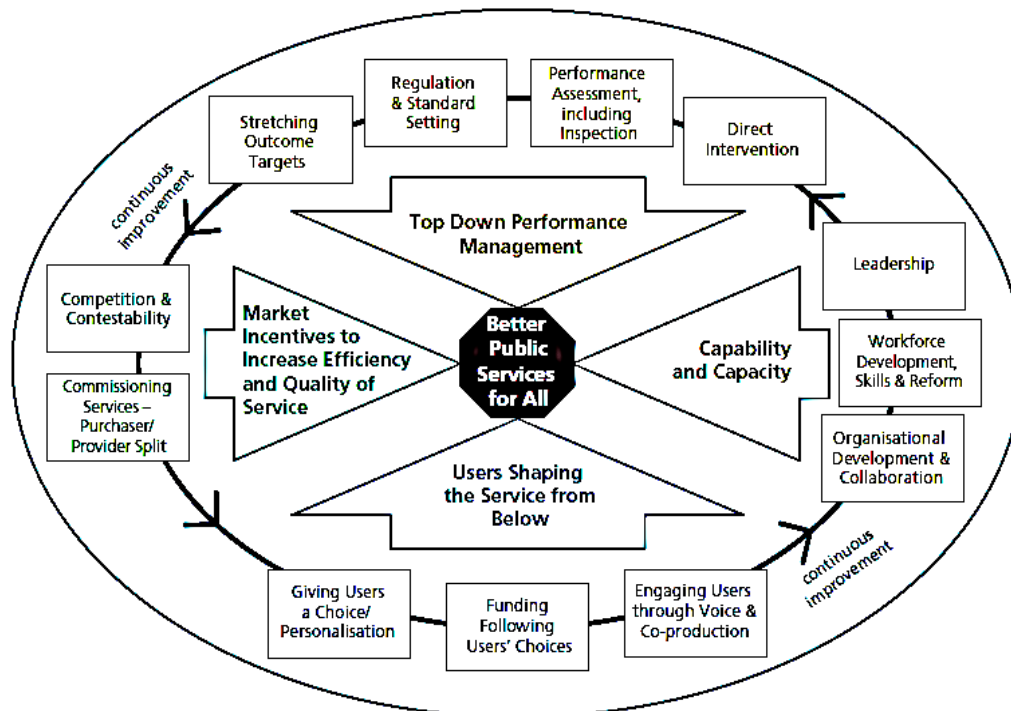 Regulation
& Standard
Setting
Performance
Assessment,
including
Inspection
Stretching
Outcome
Targets
Direct
Intervention
continuous
improvement
Top Down Performance
Management
Leadership
Competition &
Contestability
Market
Incentives to
Increase Efficiency
and Quality of
Service
Better
Public
Services
for All
Capability
and Capacity
Workforce
Development,
Skills & Reform
Commissioning
Services –
Purchaser/
Provider Split
Organisational
Development &
Collaboration
Users Shaping
the Service from
Below
continuous
improvement
Giving Users
a Choice/
Personalisation
Funding
Following
Users’ Choices
Engaging Users
through Voice &
Co-production